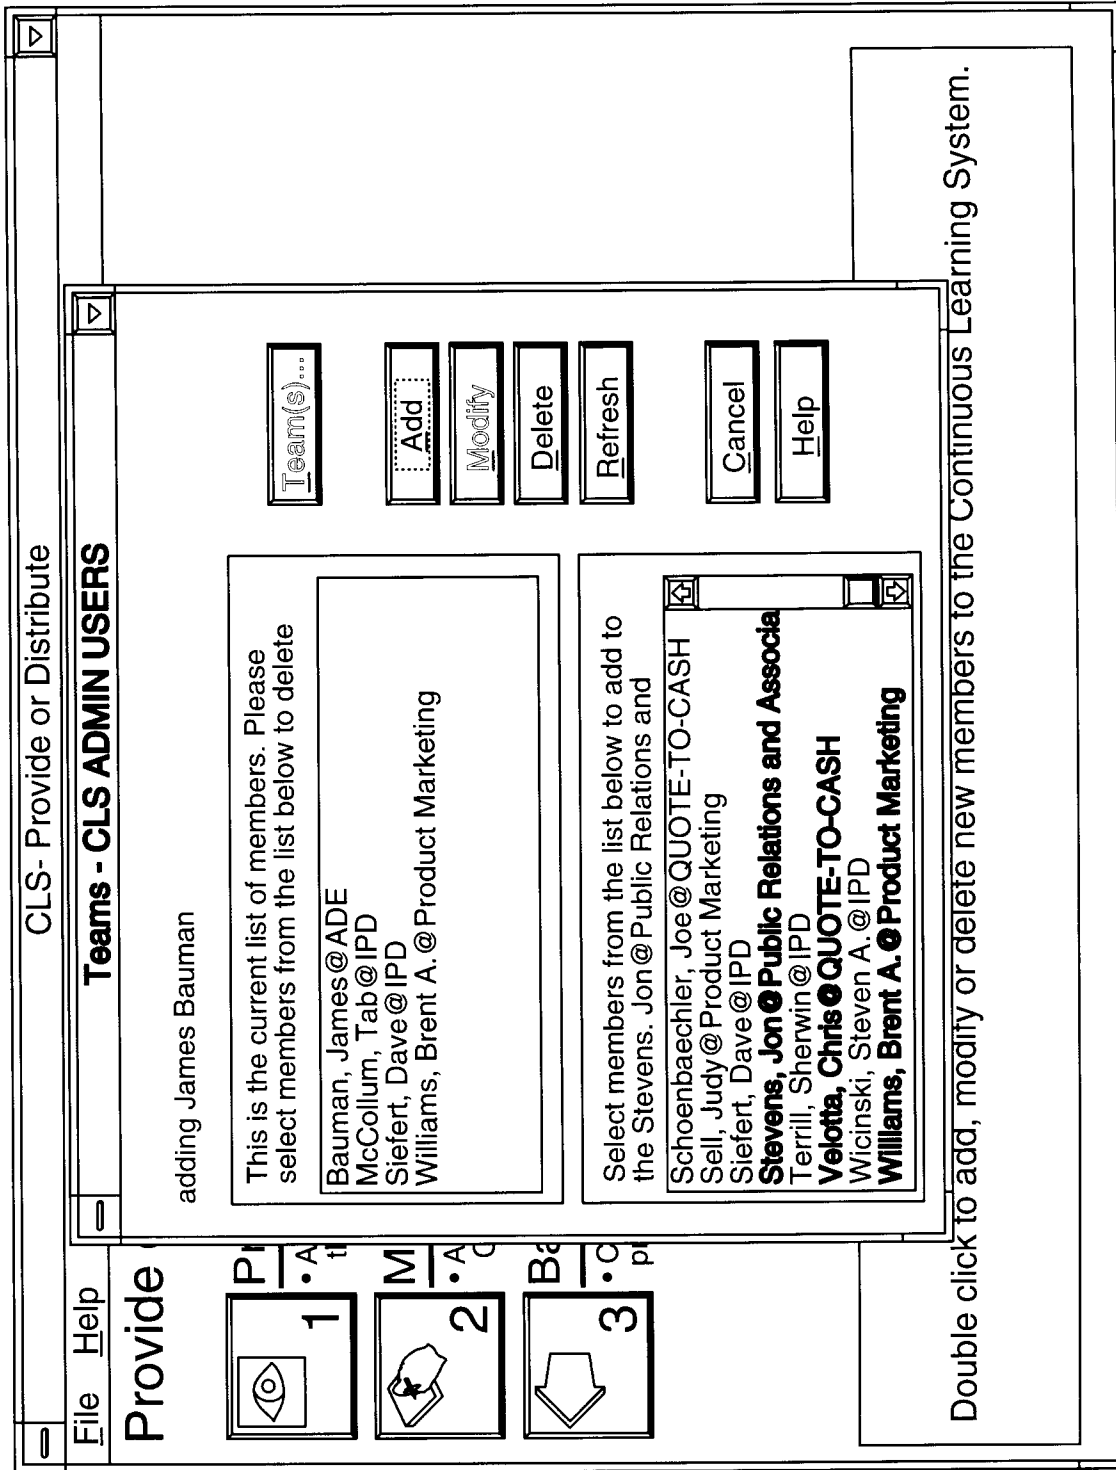 CLS- Provide or Distribute
File Help
Teams - CLS ADMIN USERS
Provide
adding James Bauman
This is the current list of members. Please
select members from the list below to delete
Bauman, James@ADE
McCollum, Tab@IPD
Siefert, Dave@IPD
Williams, Brent A.@Product Marketing
Select members from the list below to add to
the Stevens. Jon@Public Relations and
Schoenbaechler, Joe@QUOTE-TO-CASH
Sell, Judy@Product Marketing
Siefert, Dave@IPD
Stevens, Jon@Public Relations and Associa
Terrill, Sherwin@IPD
Velotta, Chris@QUOTE-TO-CASH
Wicinski, Steven A.@IPD
Williams, Brent A.@Product Marketing
Team(s)...
Add
Modify
Delete
Refresh
Cancel
Help
1
2
M
• A
3
Ba
• C
Double click to add, modify or delete new members to the Continuous Learning System.